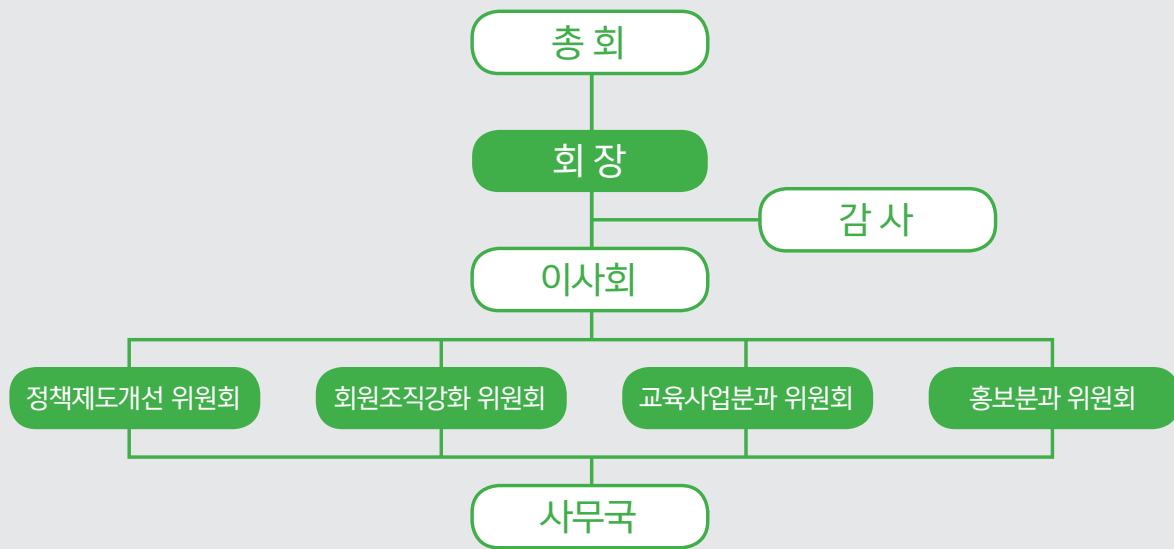 총 회
회 장
감 사
이사회
정책제도개선 위원회
회원조직강화 위원회
교육사업분과 위원회
홍보분과 위원회
사무국